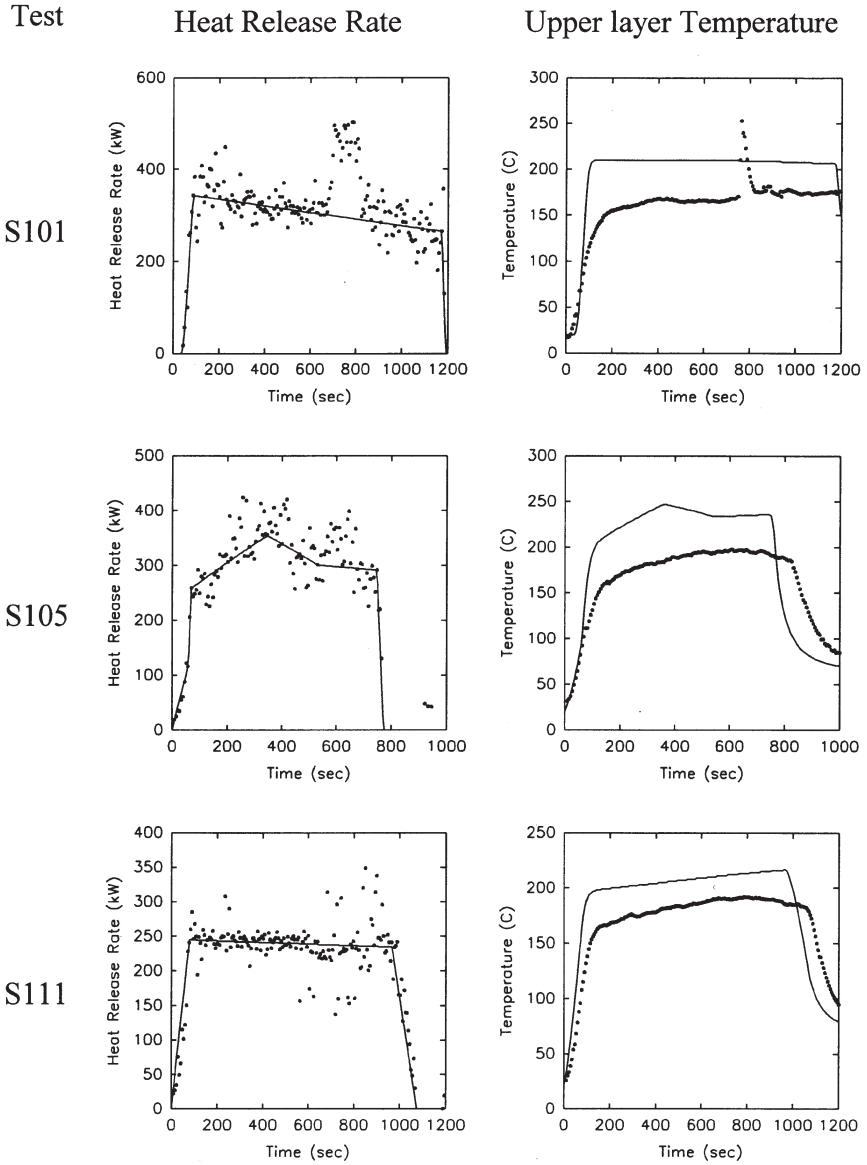 Test Heat Release Rate Upper layer Temperature
S101
Heat Release Rate (kW)
600
400
200
0
0 200 400 600 800 1000 1200
Time (sec)
Temperature (C)
300
250
200
150
100
50
0
0 200 400 600 800 1000 1200
Time (sec)
S105
Heat Release Rate (kW)
500
400
300
200
100
0
0 200 400 600 800 1000
Time (sec)
Temperature (C)
300
250
200
150
100
50
0
0 200 400 600 800 1000
Time (sec)
S111
Heat Release Rate (kW)
400
350
300
250
200
150
100
50
0
0 200 400 600 800 1000 1200
Time (sec)
Temperature (C)
250
200
150
100
50
0
0 200 400 600 800 1000 1200
Time (sec)